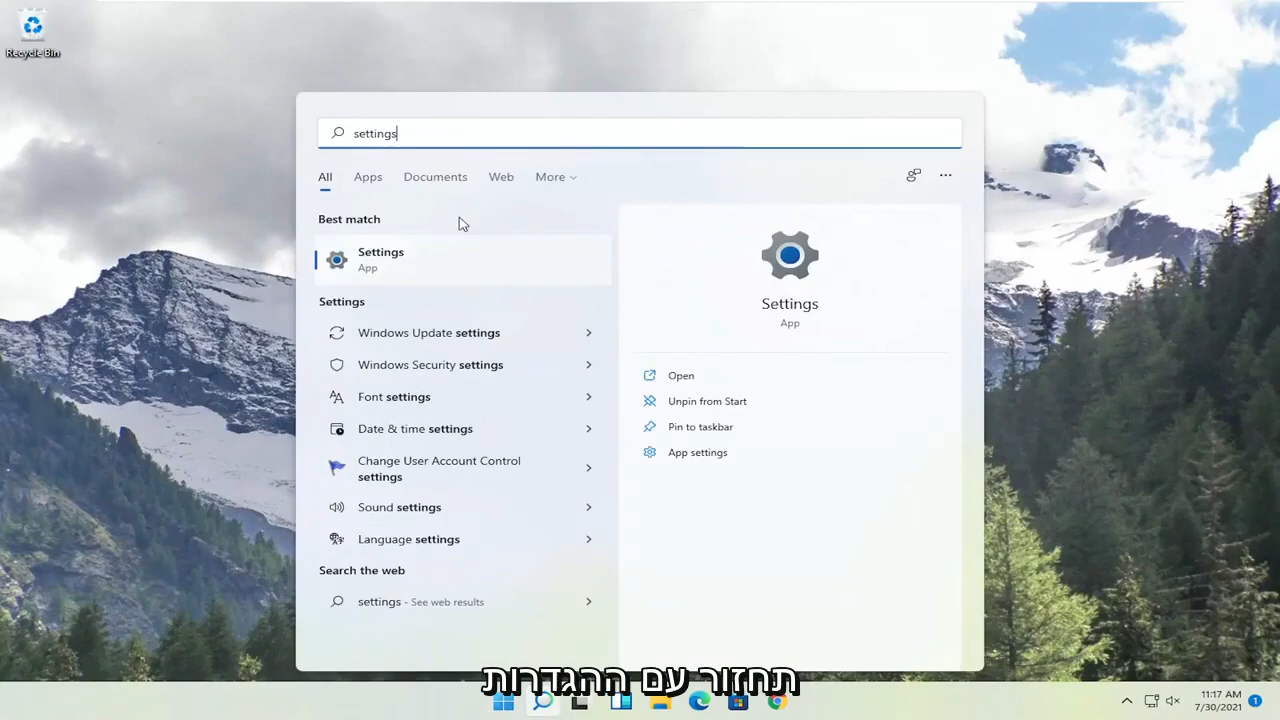 Recycle Bin
settings
All Apps Documents Web More
Best match
Settings
App
Settings
Windows Update settings
Windows Security settings
Font settings
Date & time settings
Change User Account Control
settings
Sound settings
Language settings
Search the web
settings - See web results
Settings
App
Open
Unpin from Start
Pin to taskbar
App settings
תחזור עם ההגדרות
11:17 AM
7/30/2021
1